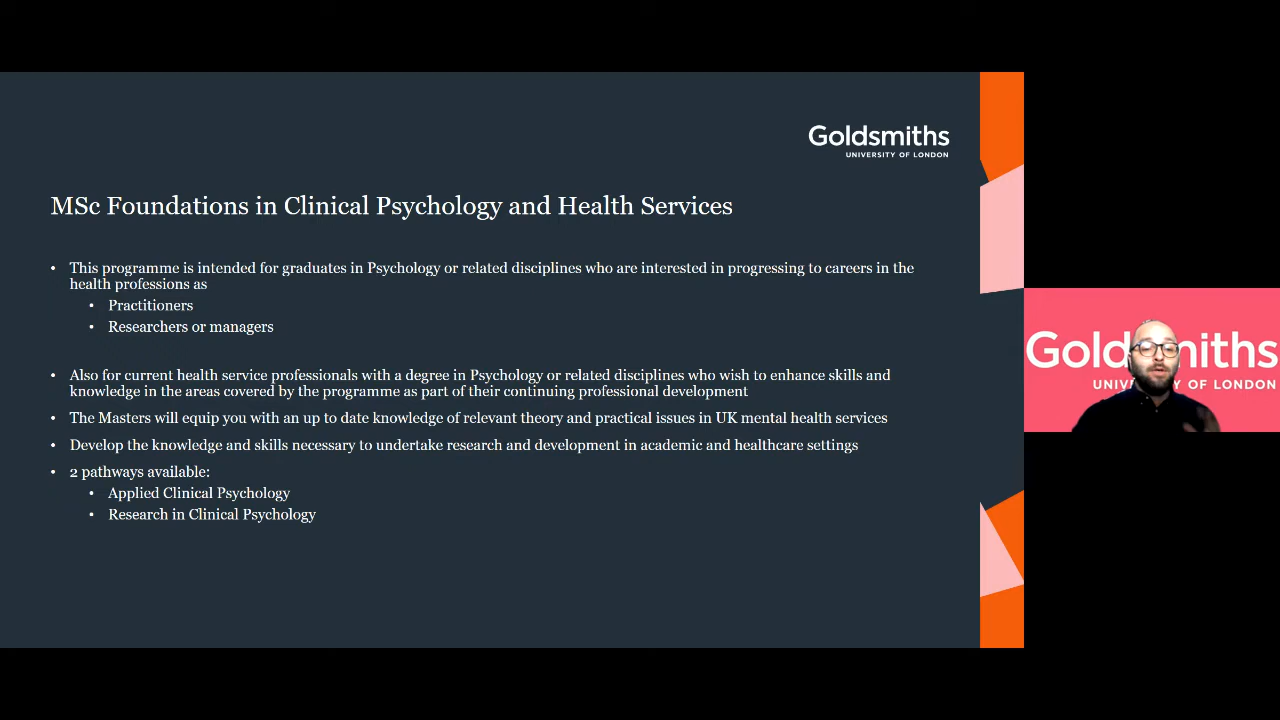 Goldsmiths
UNIVERSITY OF LONDON
MSc Foundations in Clinical Psychology and Health Services
• This programme is intended for graduates in Psychology or related disciplines who are interested in progressing to careers in the
health professions as
• Practitioners
• Researchers or managers
• Also for current health service professionals with a degree in Psychology or related disciplines who wish to enhance skills and
knowledge in the areas covered by the programme as part of their continuing professional development
• The Masters will equip you with an up to date knowledge of relevant theory and practical issues in UK mental health services
• Develop the knowledge and skills necessary to undertake research and development in academic and healthcare settings
• 2 pathways available:
• Applied Clinical Psychology
• Research in Clinical Psychology
Goldsmiths
UNIVERSITY OF LONDON